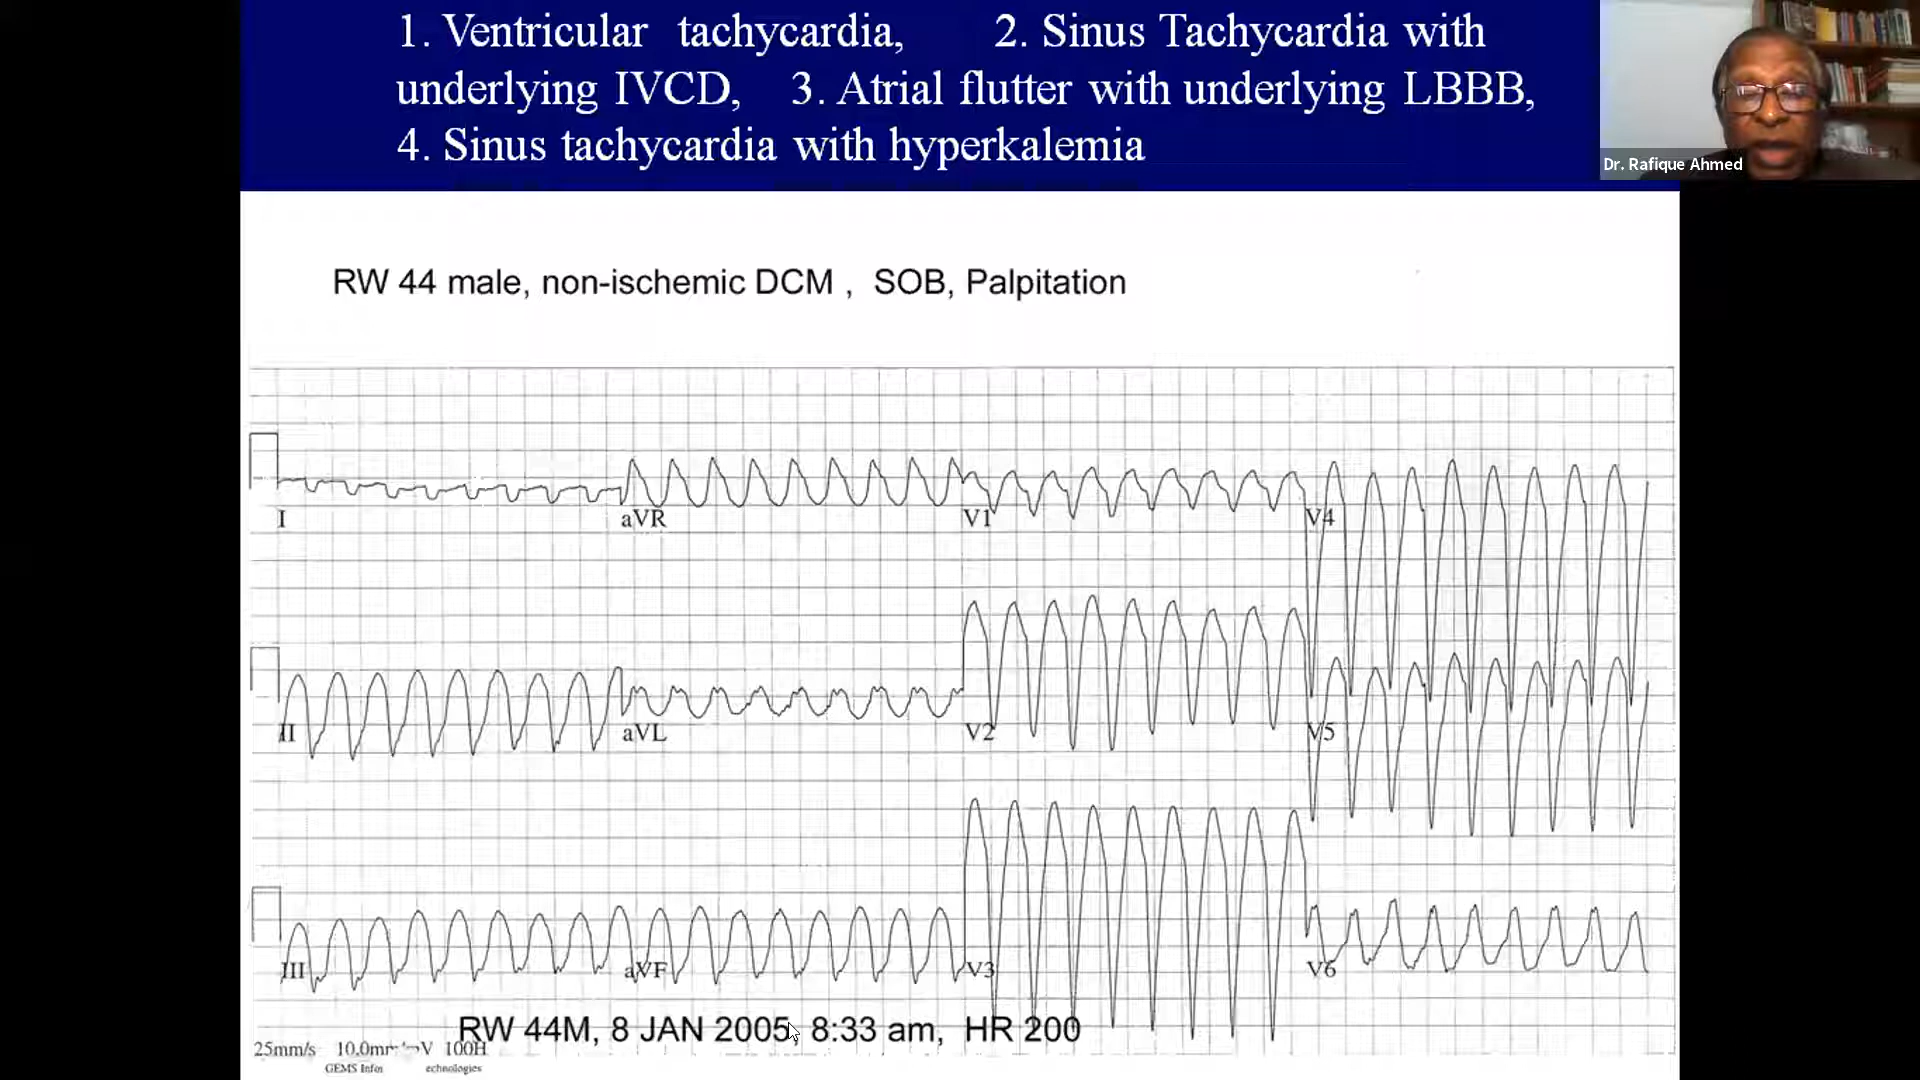 1. Ventricular tachycardia, 2. Sinus Tachycardia with
underlying IVCD, 3. Atrial flutter with underlying LBBB,
4. Sinus tachycardia with hyperkalemia
Dr. Rafique Ahmed
RW 44 male, non-ischemic DCM , SOB, Palpitation
I aVR V1 V4
II aVL V2 V5
III aVF V3 V6
RW 44M, 8 JAN 2005, 8:33 am, HR 200
25mm/s 100H
GEMS